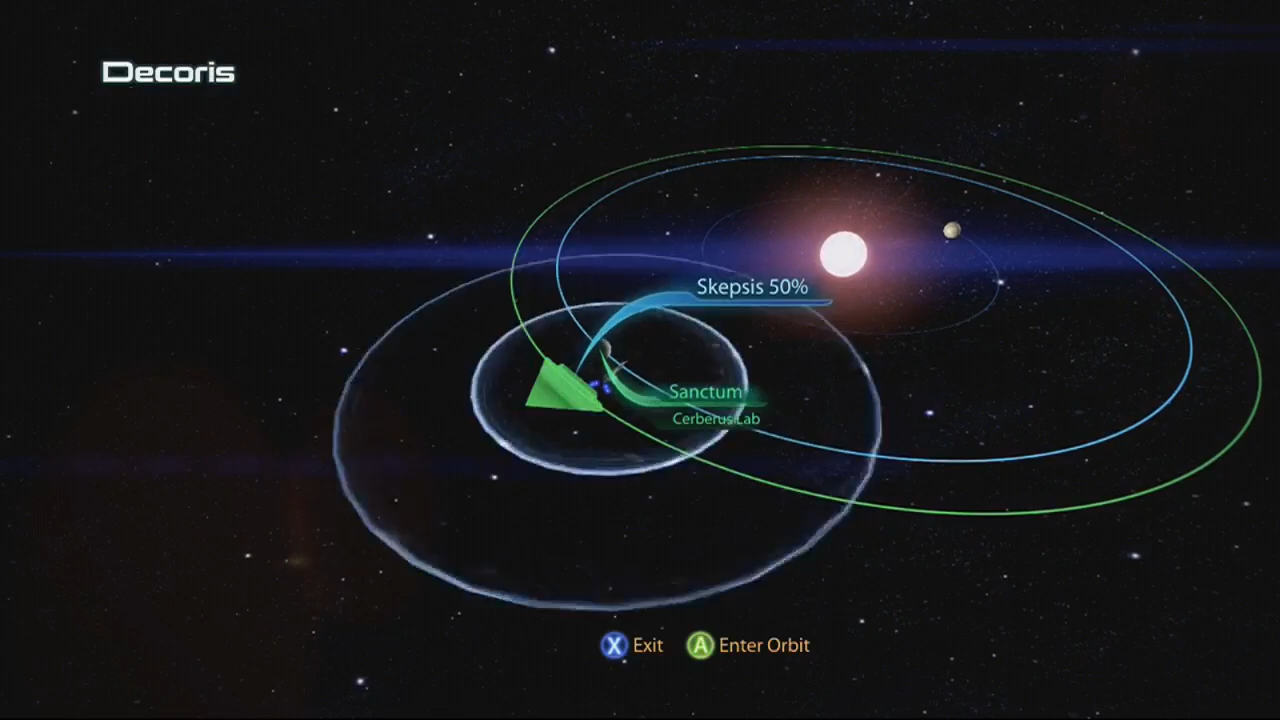 Decoris
Skepsis 50%
Sanctum
Cerberus Lab
X Exit
A Enter Orbit